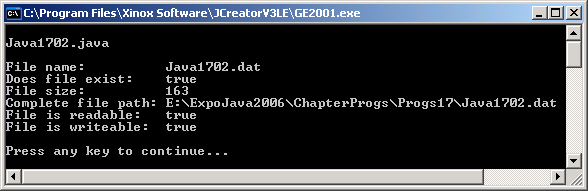 C:\Program Files\Xinox Software\JCreatorV3LE\GE2001.exe
Java1702.java
File name: Java1702.dat
Does file exist: true
File size: 163
Complete file path: E:\ExpoJava2006\ChapterProgs\Progs17\Java1702.dat
File is readable: true
File is writeable: true
Press any key to continue...